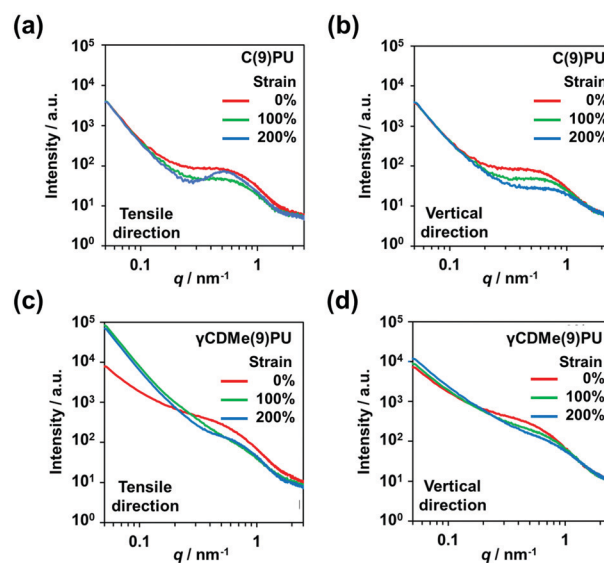 (a)
C(9)PU
Strain
0%
100%
200%
Tensile
direction
Intensity / a.u.
10⁵
10⁴
10³
10²
10¹
10⁰
0.1
1
q / nm⁻¹
(b)
C(9)PU
Strain
0%
100%
200%
Vertical
direction
Intensity / a.u.
10⁵
10⁴
10³
10²
10¹
10⁰
0.1
1
q / nm⁻¹
(c)
γCDMe(9)PU
Strain
0%
100%
200%
Tensile
direction
Intensity / a.u.
10⁵
10⁴
10³
10²
10¹
10⁰
0.1
1
q / nm⁻¹
(d)
γCDMe(9)PU
Strain
0%
100%
200%
Vertical
direction
Intensity / a.u.
10⁵
10⁴
10³
10²
10¹
10⁰
0.1
1
q / nm⁻¹